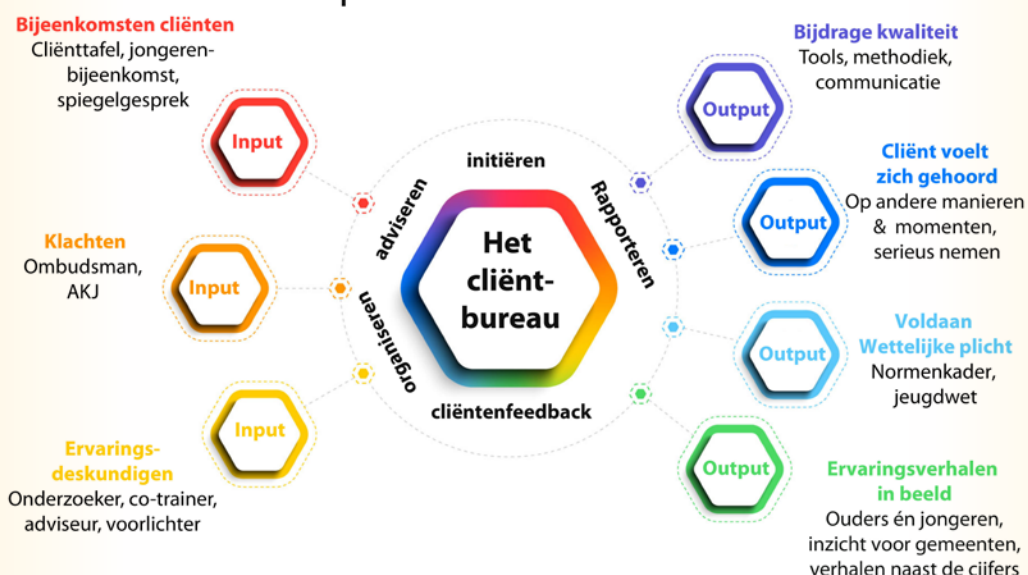 Bijeenkomsten cliënten
Cliënttafel, jongeren-
bijeenkomst,
spiegelgesprek
Input
Klachten
Ombudsman,
AKJ
Input
Ervarings-
deskundigen
Onderzoeker, co-trainer,
adviseur, voorlichter
Input
initiëren
adviseren
Rapporteren
organiseren
cliëntenfeedback
Het
cliënt-
bureau
Bijdrage kwaliteit
Tools, methodiek,
communicatie
Output
Cliënt voelt
zich gehoord
Op andere manieren
& momenten,
serieus nemen
Output
Voldaan
Wettelijke plicht
Normenkader,
jeugdwet
Output
Ervaringsverhalen
in beeld
Ouders én jongeren,
inzicht voor gemeenten,
verhalen naast de cijfers
Output